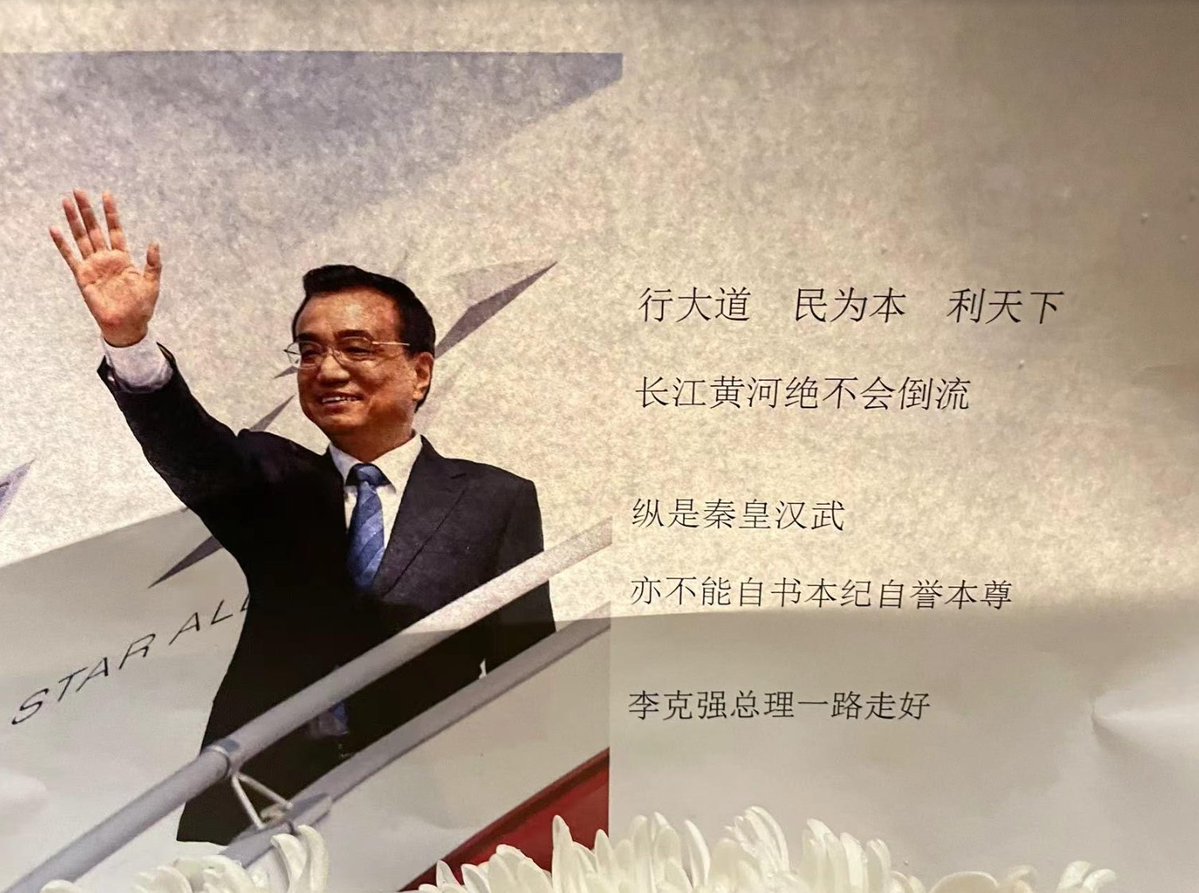 行大道 民为本 利天下
长江黄河绝不会倒流
纵是秦皇汉武
亦不能自书本纪自誉本尊
李克强总理一路走好
STAR ALL